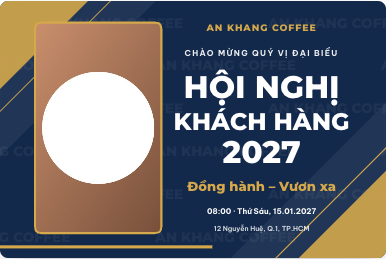 AN KHANG COFFEE
CHÀO MỪNG QUÝ VỊ ĐẠI BIỂU
HỘI NGHỊ
KHÁCH HÀNG
2027
Đồng hành – Vươn xa
08:00 · Thứ Sáu, 15.01.2027
12 Nguyễn Huệ, Q.1, TP.HCM